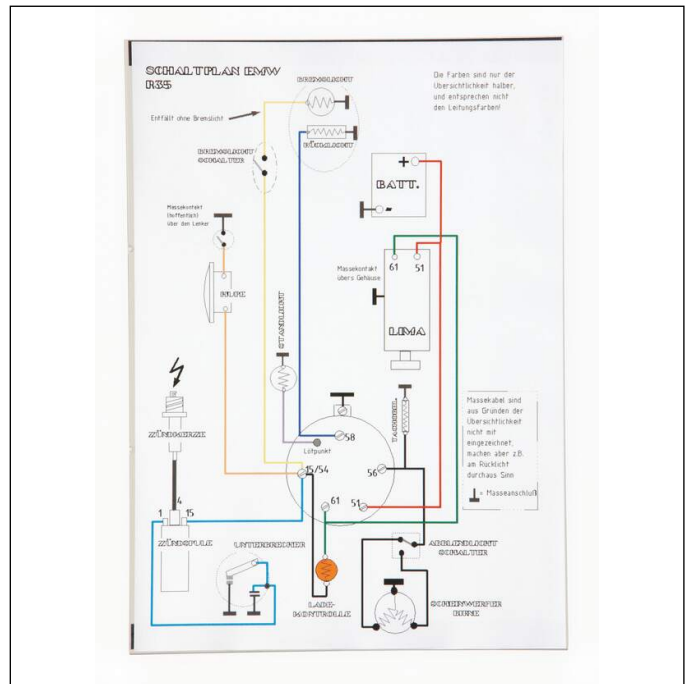 SCHALTPLAN EMW
R35
BREMSLICHT
Die Farben sind nur der
Übersichtlichkeit halber,
und entsprechen nicht
den Leitungsfarben!
Entfällt ohne Bremslicht
RÜCKLICHT
BREMSLICHT
SCHALTER
+
BATT.
-
Massekontakt
(hoffentlich)
über den Lenker
HUPE
61 51
Massekontakt
übers Gehäuse
LIMA
STANDLICHT
TACHOBEL.
Massekabel sind
aus Gründen der
Übersichtlichkeit
nicht mit
eingezeichnet,
machen aber z.B.
am Rücklicht
durchaus Sinn.
= Masseanschluß
ZÜNDKERZE
58
Lötpunkt
15/54
56
61
51
4
1 15
ZÜNDSPULE
UNTERBRECHER
ABBLENDLICHT
SCHALTER
LADE-
KONTROLLE
SCHEINWERFER
BIRNE